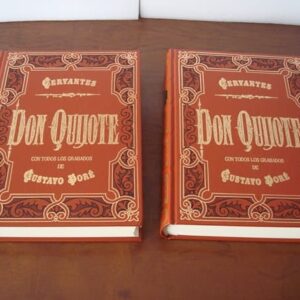 CERVANTES
DON QUIJOTE
CON TODOS LOS GRABADOS
DE
GUSTAVO DORÉ
CERVANTES
DON QUIJOTE
CON TODOS LOS GRABADOS
DE
GUSTAVO DORÉ